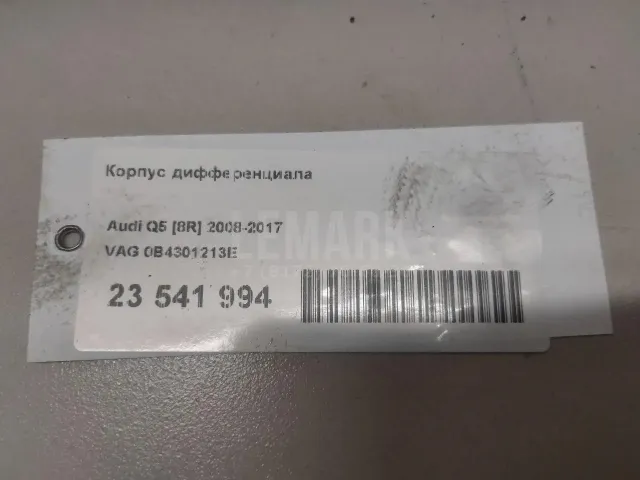 Корпус дифференциала
Audi Q5 [8R] 2008-2017
VAG 0B4301213E
23 541 994